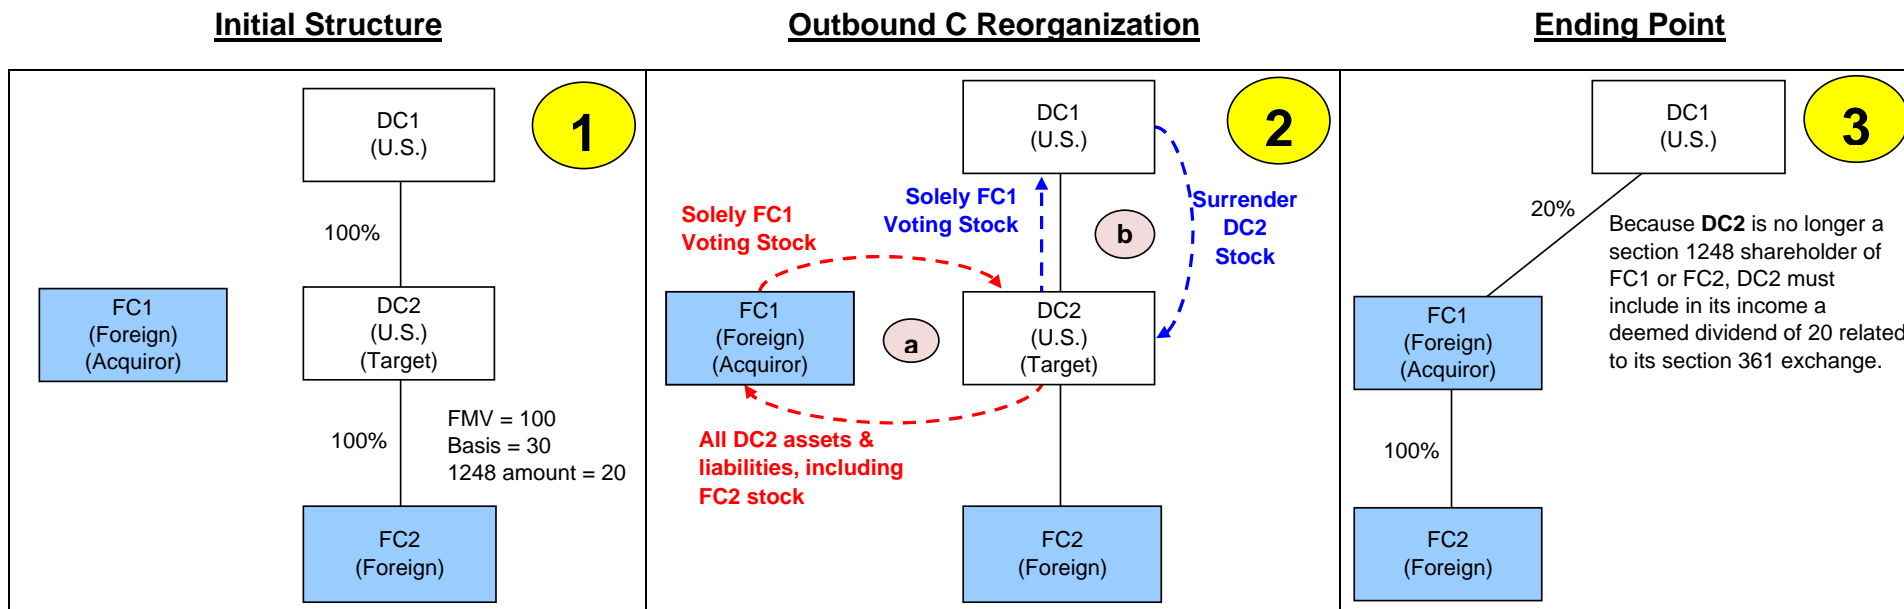 Initial Structure
Outbound C Reorganization
Ending Point
DC1
(U.S.)
1
100%
FC1
(Foreign)
(Acquiror)
DC2
(U.S.)
(Target)
100%
FMV = 100
Basis = 30
1248 amount = 20
FC2
(Foreign)
DC1
(U.S.)
2
Solely FC1
Voting Stock
Solely FC1
Voting Stock
b
Surrender
DC2
Stock
FC1
(Foreign)
(Acquiror)
a
DC2
(U.S.)
(Target)
All DC2 assets &
liabilities, including
FC2 stock
FC2
(Foreign)
DC1
(U.S.)
3
20%
Because DC2 is no longer a
section 1248 shareholder of
FC1 or FC2, DC2 must
include in its income a
deemed dividend of 20 related
to its section 361 exchange.
FC1
(Foreign)
(Acquiror)
100%
FC2
(Foreign)